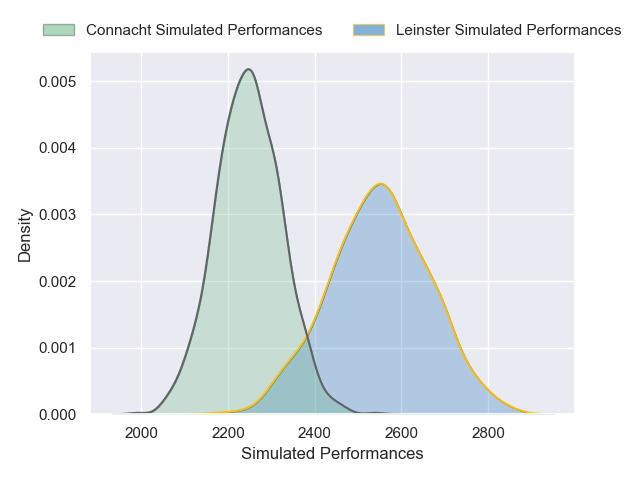 Connacht Simulated Performances Leinster Simulated Performances
0.005
0.004
0.003
0.002
0.001
0.000
Density
2000 2200 2400 2600 2800
Simulated Performances